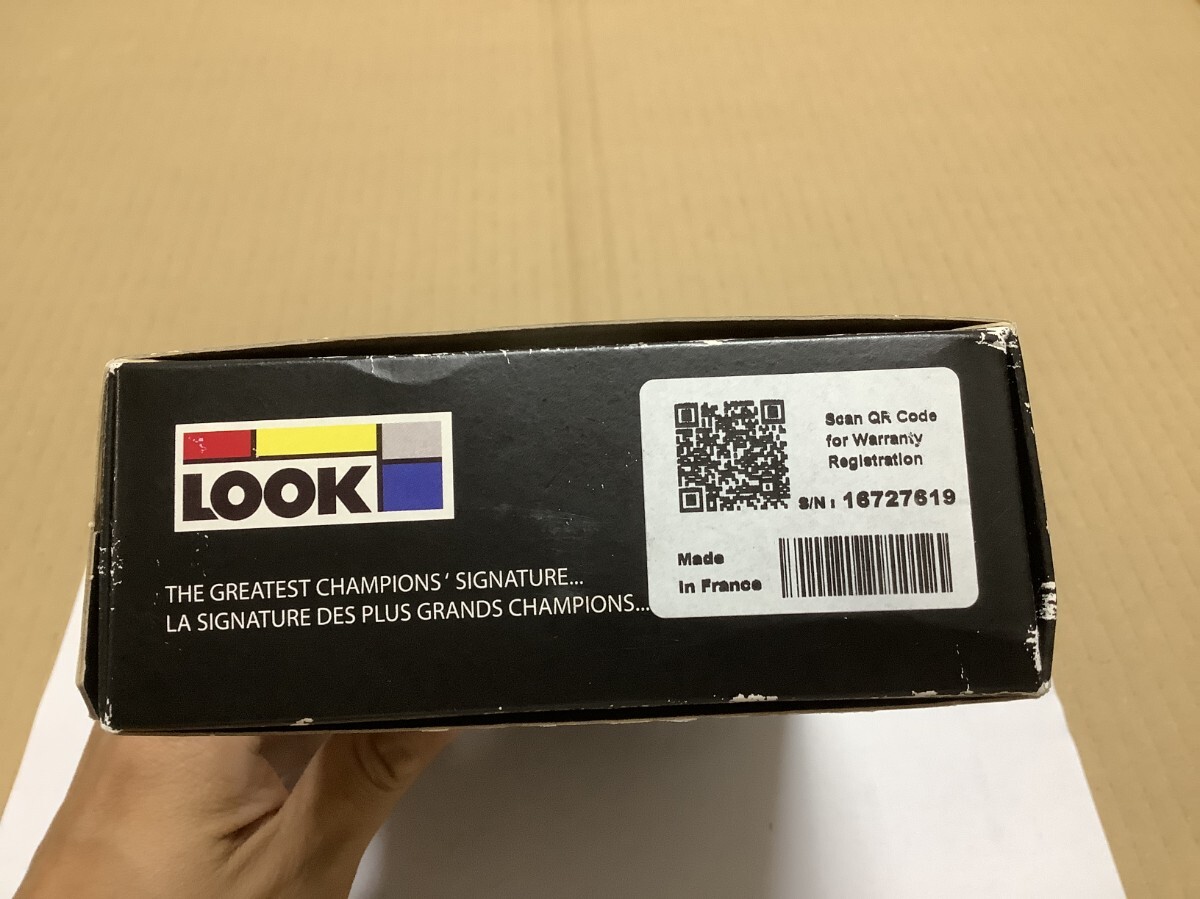 LOOK
THE GREATEST CHAMPIONS' SIGNATURE...
LA SIGNATURE DES PLUS GRANDS CHAMPIONS...
Scan QR Code
for Warranty
Registration
S/N : 16727619
Made
in France